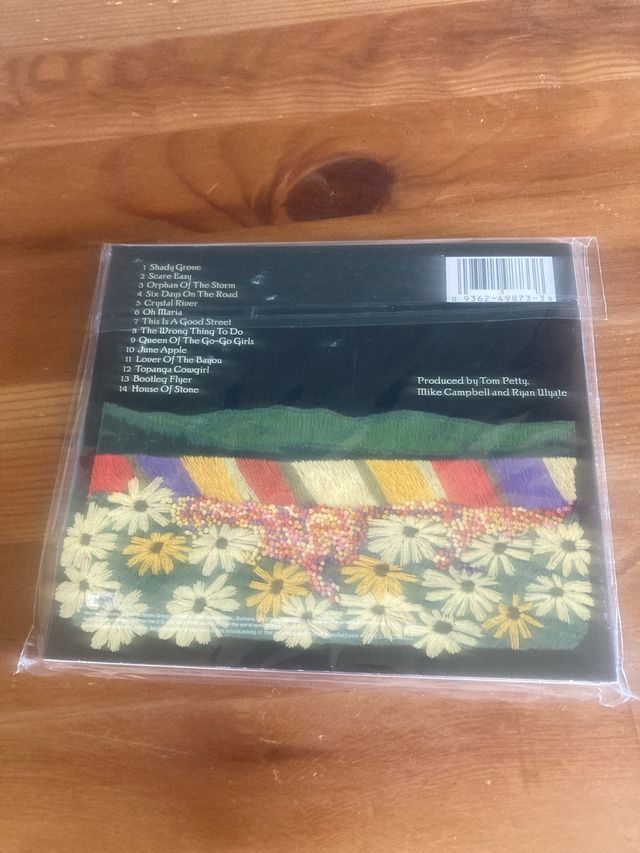 1 Shady Grove
2 Scare Easy
3 Orphan Of The Storm
4 Six Days On The Road
5 Crystal River
6 Oh Maria
7 This Is A Good Street
8 The Wrong Thing To Do
9 Queen Of The Go-Go Girls
10 June Apple
11 Lover Of The Bayou
12 Topanga Cowgirl
13 Bootleg Flyer
14 House Of Stone
0 9362-49873-3 8
Produced by Tom Petty,
Mike Campbell and Ryan Ulyate